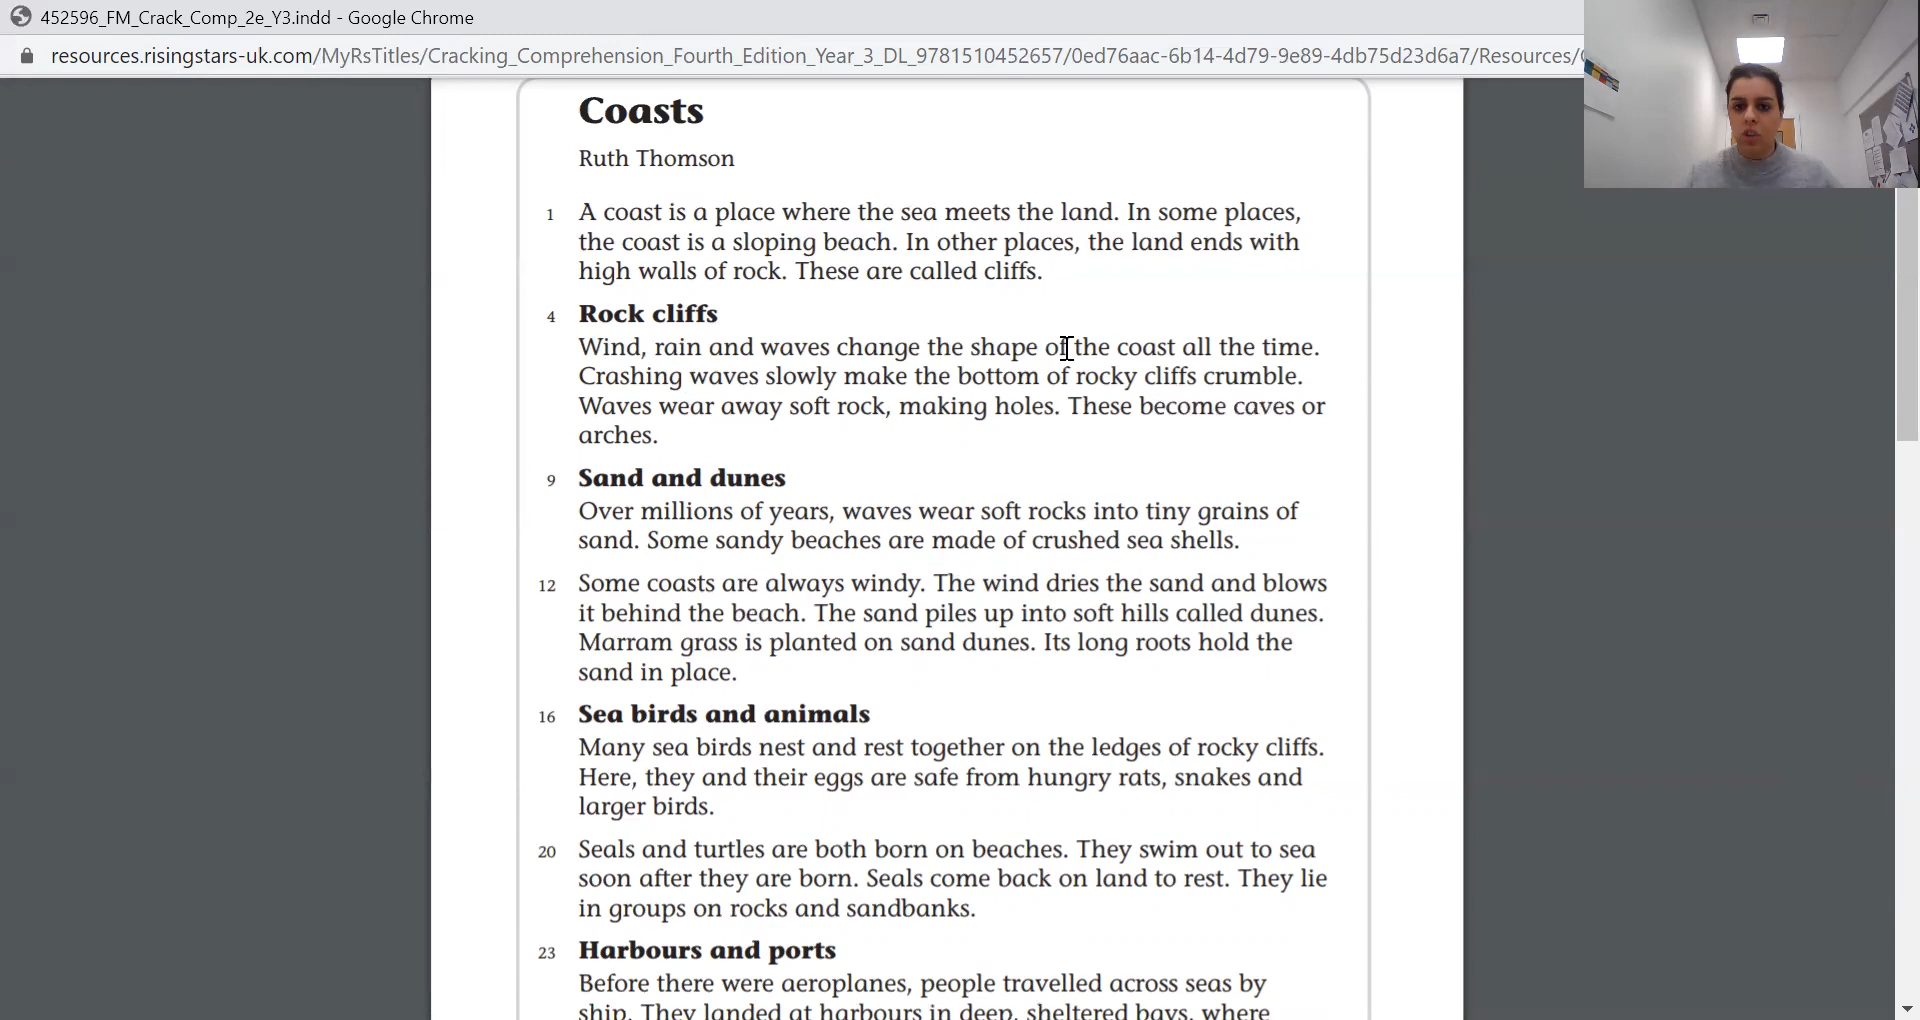 452596_FM_Crack_Comp_2e_Y3.indd - Google Chrome
resources.risingstars-uk.com/MyRsTitles/Cracking_Comprehension_Fourth_Edition_Year_3_DL_9781510452657/0ed76aac-6b14-4d79-9e89-4db75d23d6a7/Resources/
Coasts
Ruth Thomson
1 A coast is a place where the sea meets the land. In some places,
the coast is a sloping beach. In other places, the land ends with
high walls of rock. These are called cliffs.
4 Rock cliffs
Wind, rain and waves change the shape of the coast all the time.
Crashing waves slowly make the bottom of rocky cliffs crumble.
Waves wear away soft rock, making holes. These become caves or
arches.
9 Sand and dunes
Over millions of years, waves wear soft rocks into tiny grains of
sand. Some sandy beaches are made of crushed sea shells.
12 Some coasts are always windy. The wind dries the sand and blows
it behind the beach. The sand piles up into soft hills called dunes.
Marram grass is planted on sand dunes. Its long roots hold the
sand in place.
16 Sea birds and animals
Many sea birds nest and rest together on the ledges of rocky cliffs.
Here, they and their eggs are safe from hungry rats, snakes and
larger birds.
20 Seals and turtles are both born on beaches. They swim out to sea
soon after they are born. Seals come back on land to rest. They lie
in groups on rocks and sandbanks.
23 Harbours and ports
Before there were aeroplanes, people travelled across seas by
ship. They landed at harbours in deep, sheltered bays, where